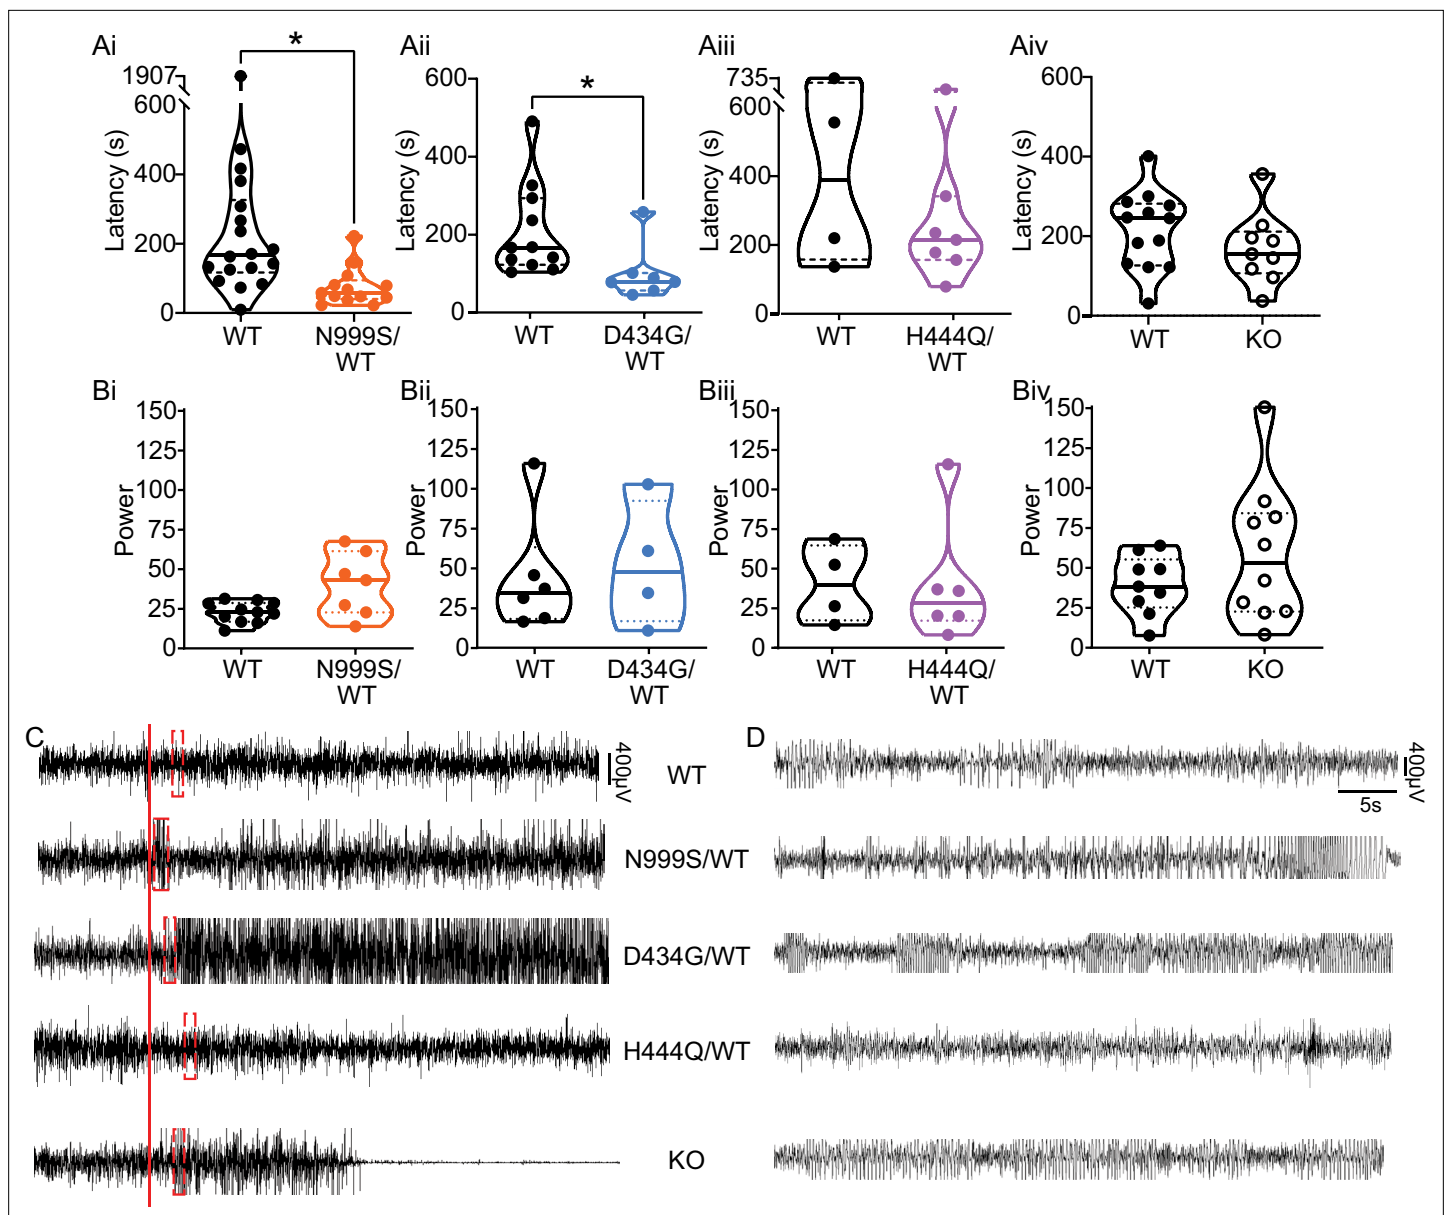 Ai
Latency (s)
1907
600
400
200
0
*
WT
N999S/
WT
Aii
Latency (s)
600
400
200
0
*
WT
D434G/
WT
Aiii
Latency (s)
735
600
400
200
0
WT
H444Q/
WT
Aiv
Latency (s)
600
400
200
0
WT
KO
Bi
Power
150
125
100
75
50
25
0
WT
N999S/
WT
Bii
Power
150
125
100
75
50
25
0
WT
D434G/
WT
Biii
Power
150
125
100
75
50
25
0
WT
H444Q/
WT
Biv
Power
150
125
100
75
50
25
0
WT
KO
C
400µV
WT
N999S/WT
D434G/WT
H444Q/WT
KO
D
400µV
5s